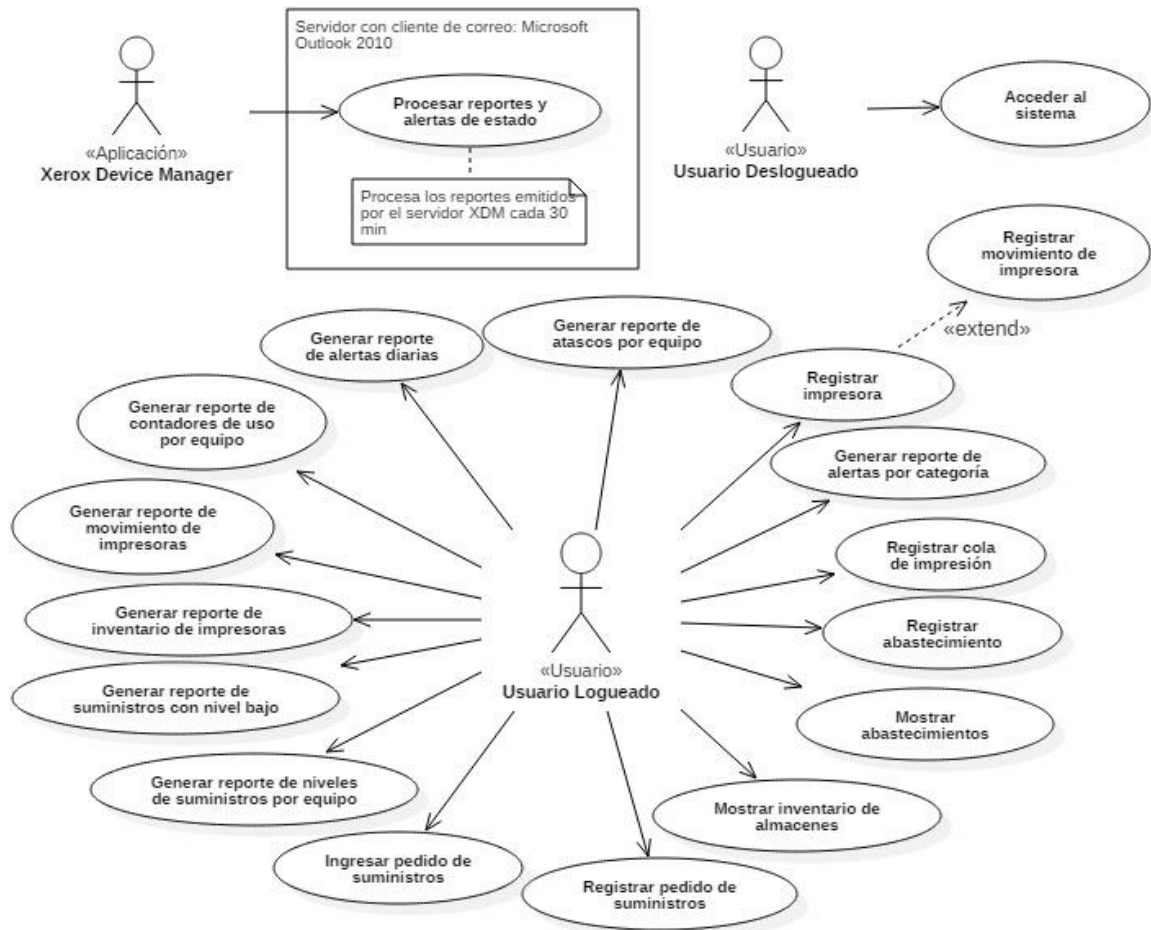 Servidor con cliente de correo: Microsoft
Outlook 2010
Procesar reportes y
alertas de estado
Procesa los reportes emitidos
por el servidor XDM cada 30
min
«Aplicación»
Xerox Device Manager
«Usuario»
Usuario Deslogueado
Acceder al
sistema
Registrar
movimiento de
impresora
«extend»
Generar reporte
de alertas diarias
Generar reporte de
atascos por equipo
Registrar
impresora
Generar reporte de
contadores de uso
por equipo
Generar reporte de
alertas por categoría
Generar reporte de
movimiento de
impresoras
Registrar cola
de impresión
Generar reporte de
inventario de impresoras
Registrar
abastecimiento
«Usuario»
Usuario Logueado
Generar reporte de
suministros con nivel bajo
Mostrar
abastecimientos
Generar reporte de niveles
de suministros por equipo
Mostrar inventario de
almacenes
Ingresar pedido de
suministros
Registrar pedido de
suministros